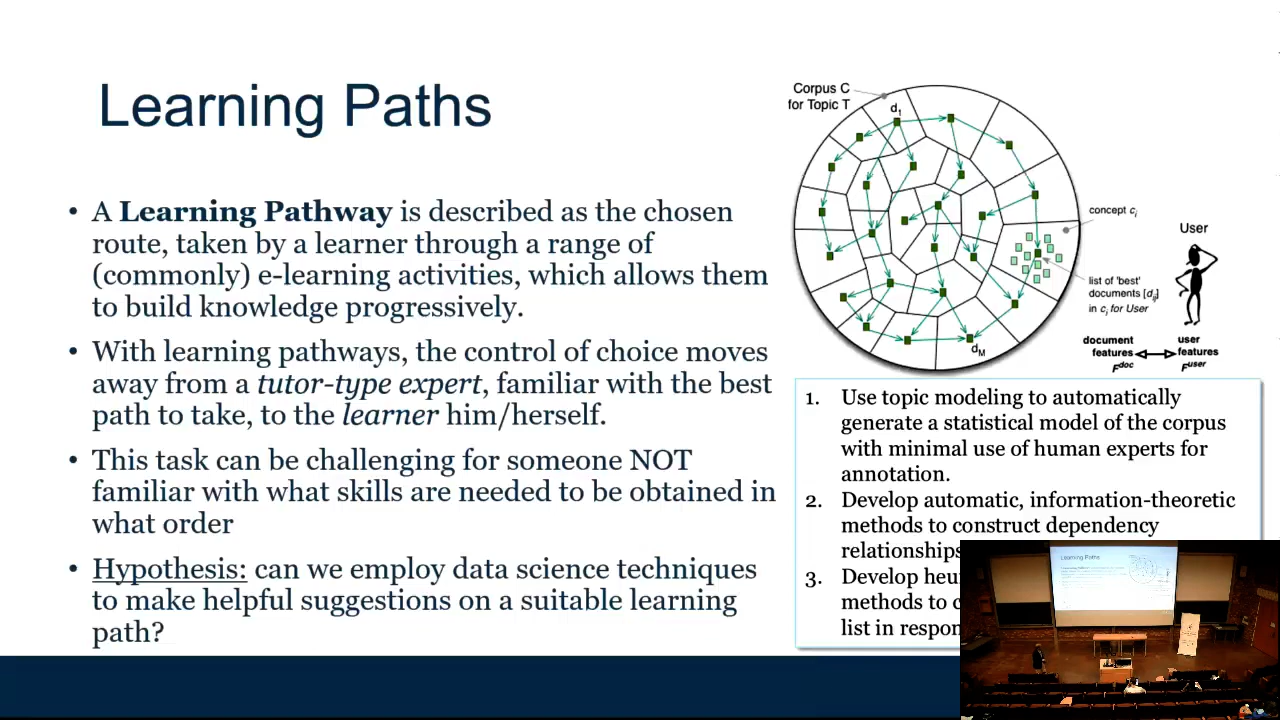 Learning Paths
• A Learning Pathway is described as the chosen
route, taken by a learner through a range of
(commonly) e-learning activities, which allows them
to build knowledge progressively.
• With learning pathways, the control of choice moves
away from a tutor-type expert, familiar with the best
path to take, to the learner him/herself.
• This task can be challenging for someone NOT
familiar with what skills are needed to be obtained in
what order
• Hypothesis: can we employ data science techniques
to make helpful suggestions on a suitable learning
path?
Corpus C
for Topic T
d1
dM
concept ci
list of 'best'
documents [dij]
in ci for User
User
document
features
Fdoc
user
features
Fuser
1. Use topic modeling to automatically
generate a statistical model of the corpus
with minimal use of human experts for
annotation.
2. Develop automatic, information-theoretic
methods to construct dependency
relationships
3. Develop
methods to
list in
Learning Paths